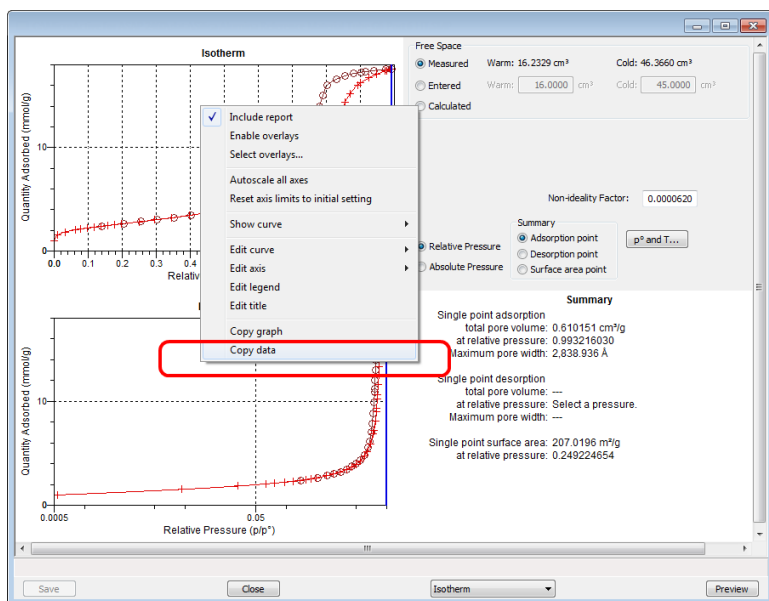 Isotherm
Quantity Adsorbed (mmol/g)
10
0
0.0 0.1 0.2 0.3 0.4
Relativ
Include report
Enable overlays
Select overlays...
Autoscale all axes
Reset axis limits to initial setting
Show curve
Edit curve
Edit axis
Edit legend
Edit title
Copy graph
Copy data
Free Space
Measured Warm: 16.2329 cm³ Cold: 46.3660 cm³
Entered Warm: 16.0000 cm³ Cold: 45.0000 cm³
Calculated
Non-ideality Factor: 0.0000620
Relative Pressure
Absolute Pressure
Summary
Adsorption point
Desorption point
Surface area point
p° and T...
Quantity Adsorbed (mmol/g)
10
0
0.0005 0.05
Relative Pressure (p/p°)
Summary
Single point adsorption
total pore volume: 0.610151 cm³/g
at relative pressure: 0.993216030
Maximum pore width: 2,838.936 Å
Single point desorption
total pore volume: ---
at relative pressure: Select a pressure.
Maximum pore width: ---
Single point surface area: 207.0196 m²/g
at relative pressure: 0.249224654
Save Close Isotherm Preview